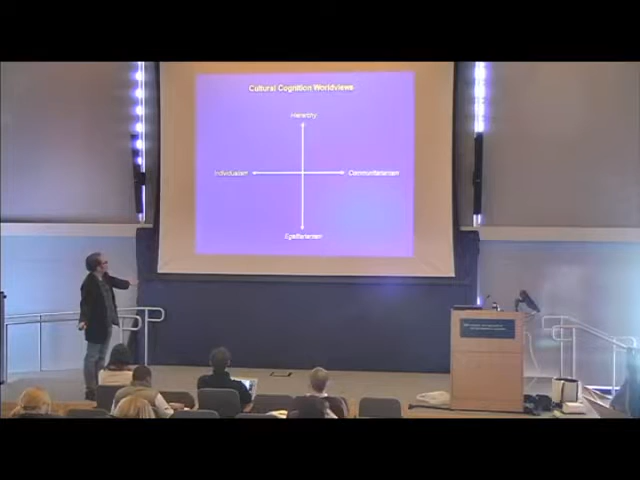 Cultural Cognition Worldviews
Hierarchy
Individualism
Communitarianism
Egalitarianism